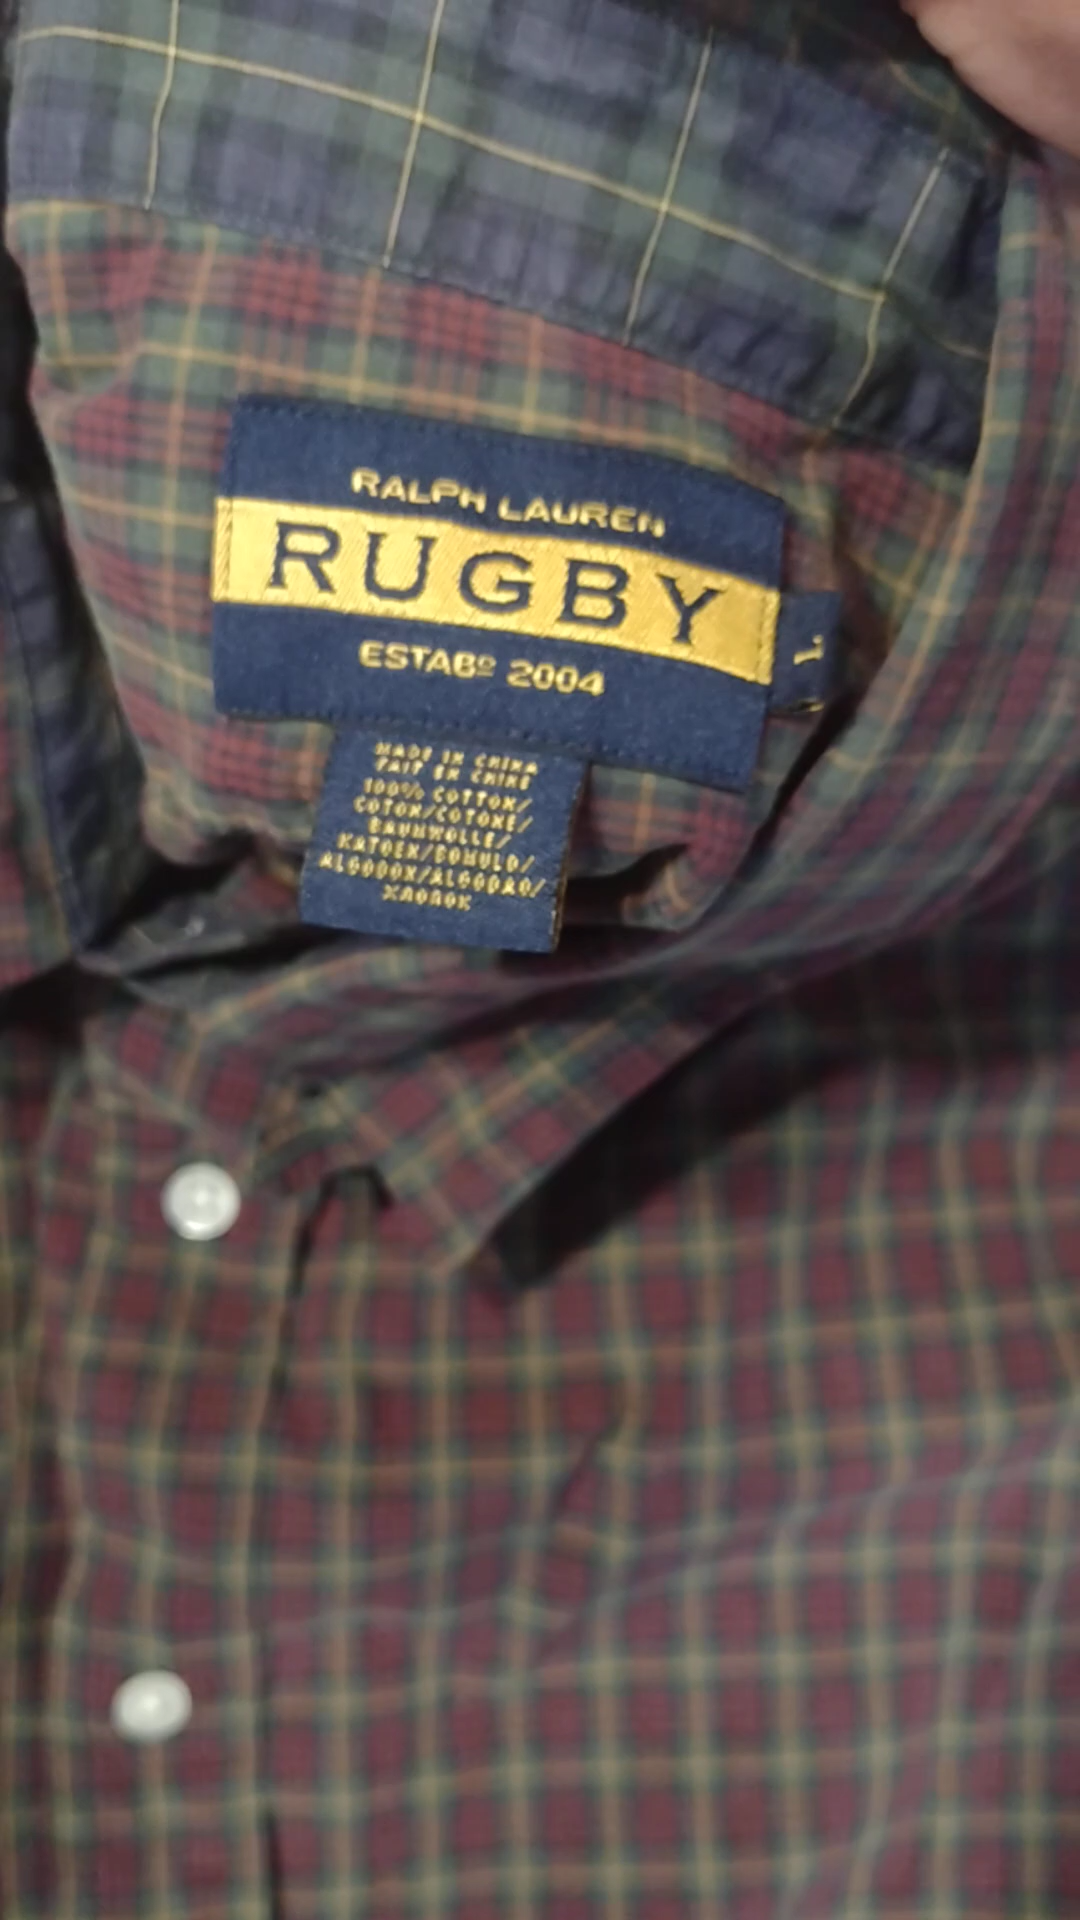 RALPH LAUREN
RUGBY
ESTABD 2004
L
MADE IN CHINA
FAIT EN CHINE
100% COTTON/
COTON/COTONE/
BAUMWOLLE/
KATOEN/BOMULD/
ALGODON/ALGODAO/